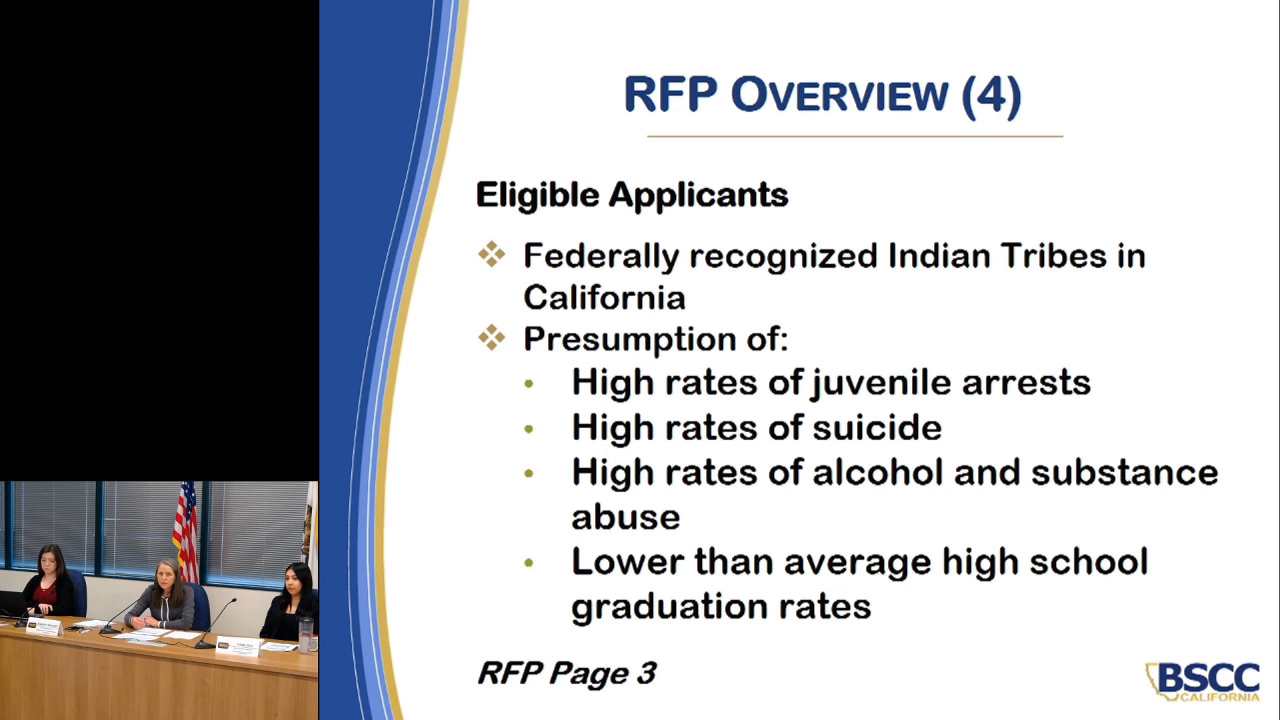 RFP OVERVIEW (4)
Eligible Applicants
Federally recognized Indian Tribes in
California
Presumption of:
High rates of juvenile arrests
High rates of suicide
High rates of alcohol and substance
abuse
Lower than average high school
graduation rates
RFP Page 3
BSCC
CALIFORNIA